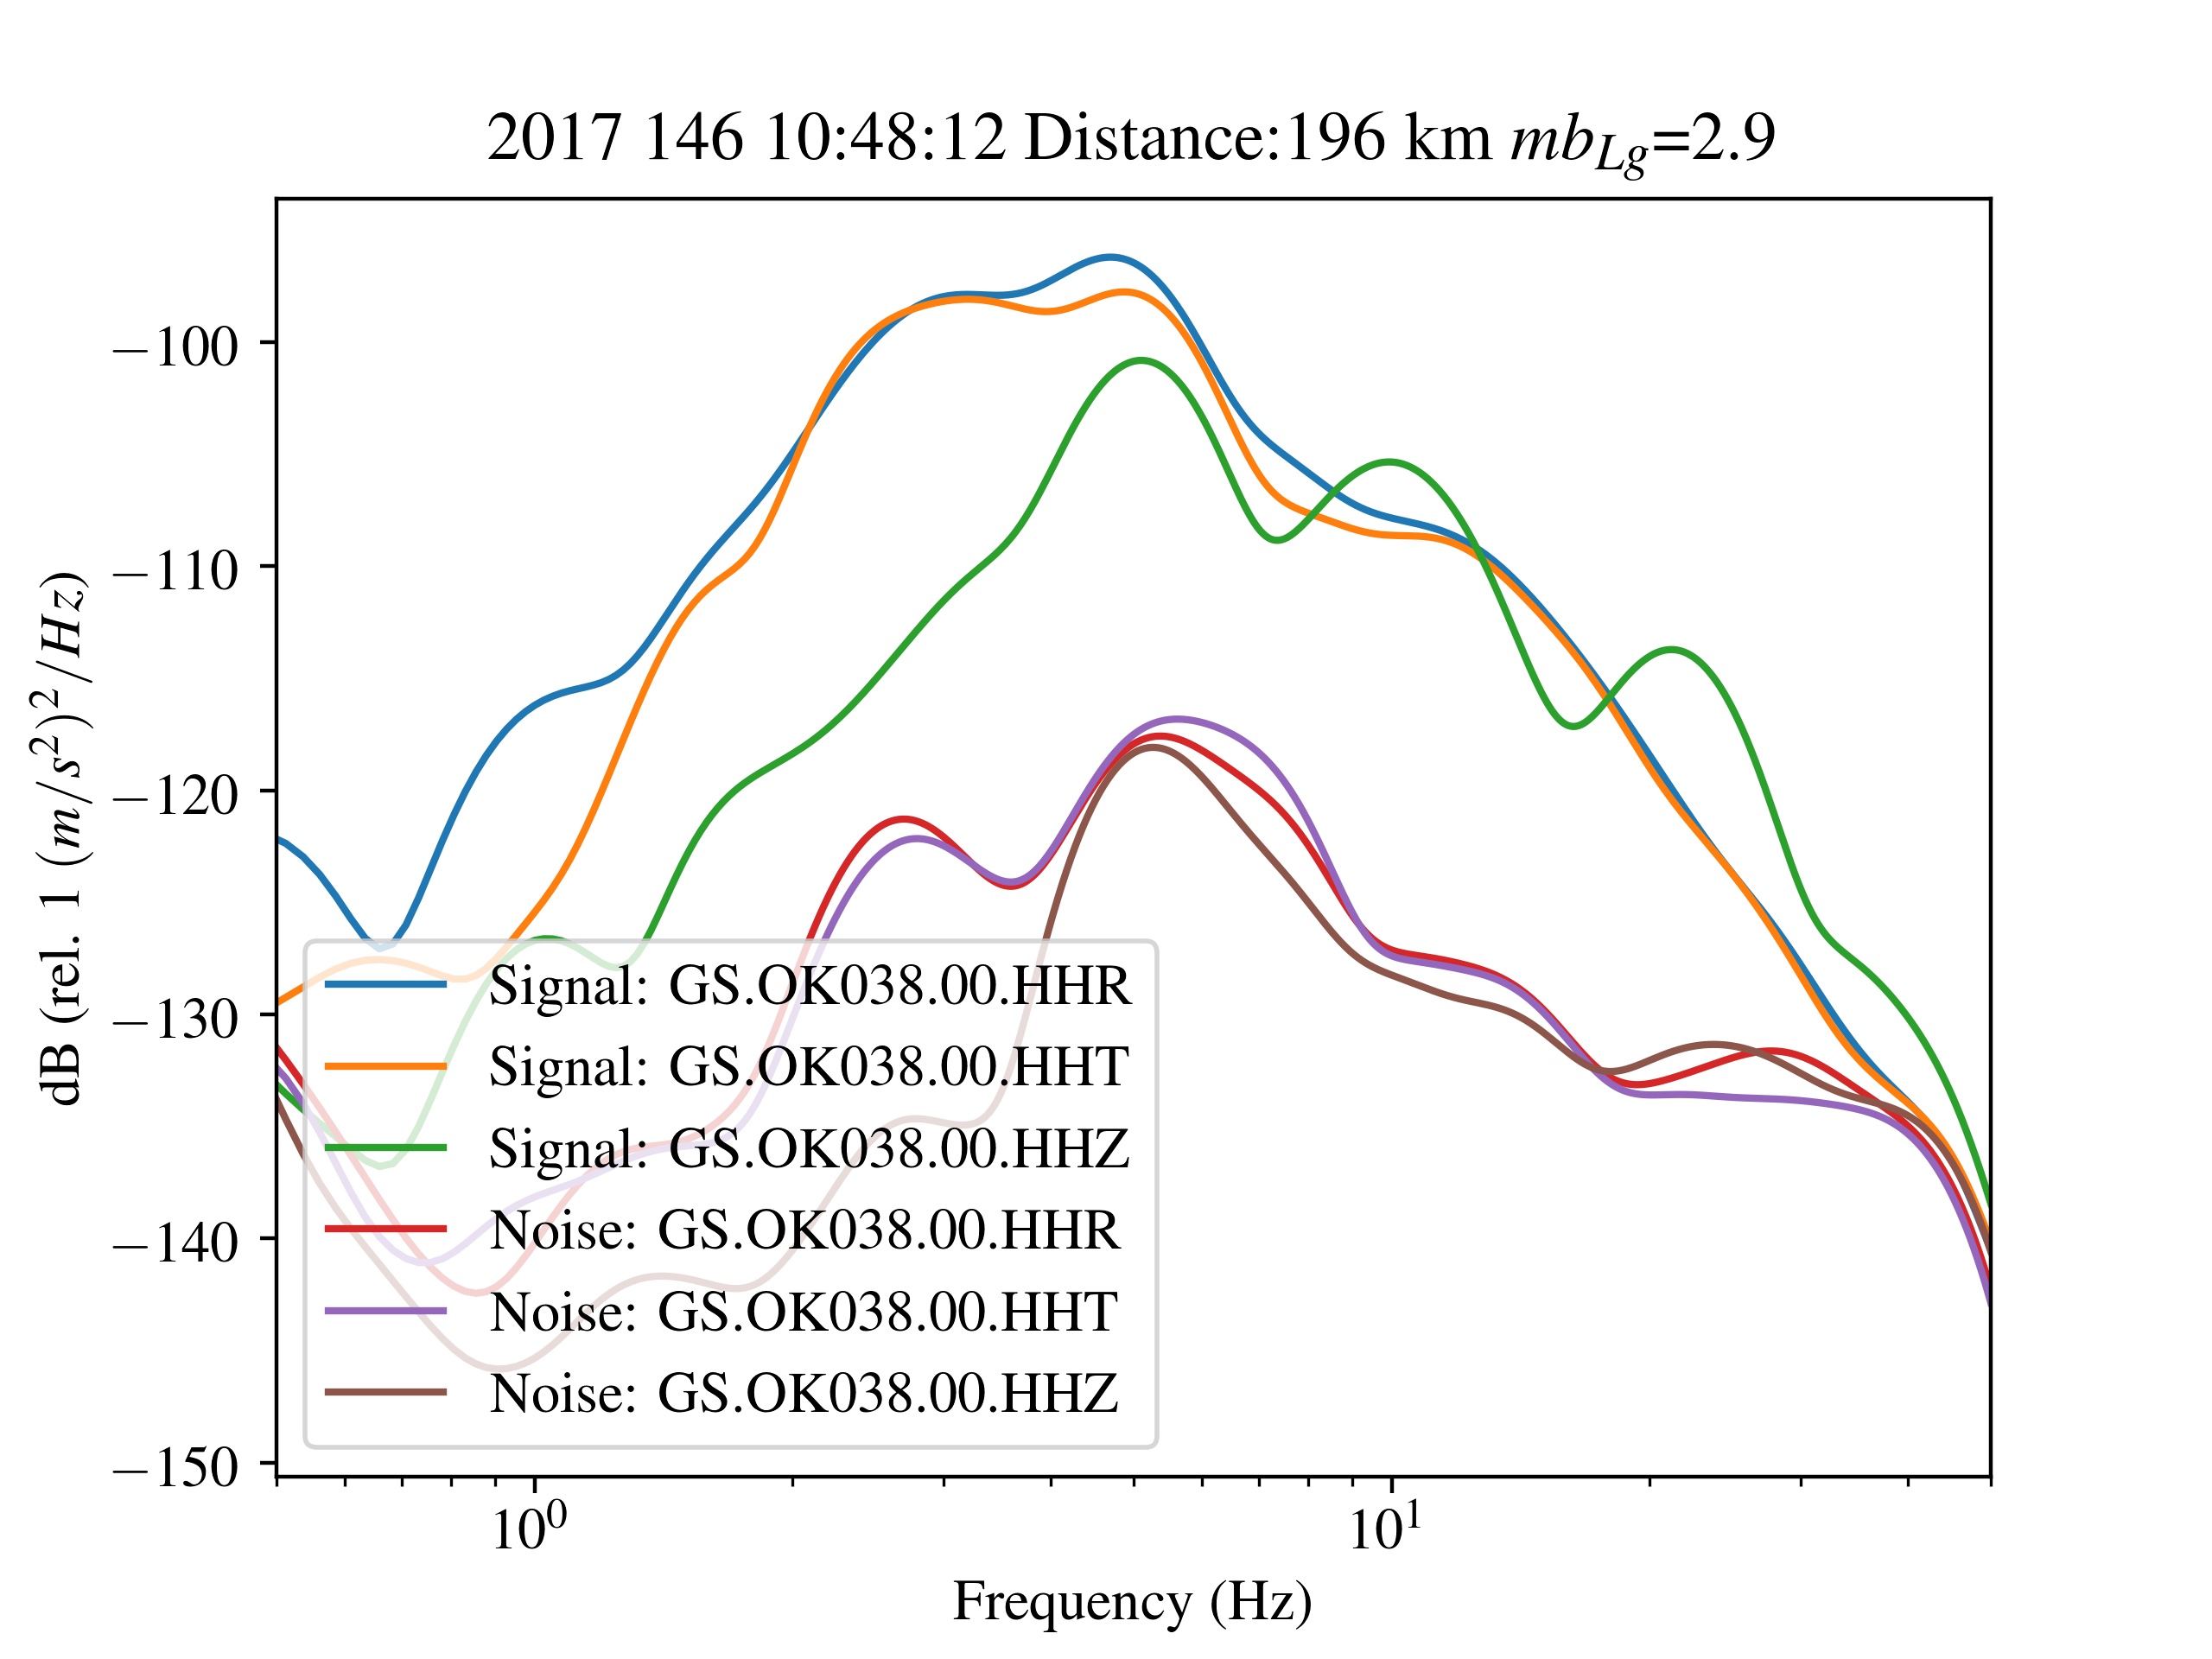 2017 146 10:48:12 Distance:196 km mb_{Lg}=2.9
dB (rel. 1 (m/s²)²/Hz)
−100
−110
−120
−130
−140
−150
Signal: GS.OK038.00.HHR
Signal: GS.OK038.00.HHT
Signal: GS.OK038.00.HHZ
Noise: GS.OK038.00.HHR
Noise: GS.OK038.00.HHT
Noise: GS.OK038.00.HHZ
10⁰ 10¹
Frequency (Hz)